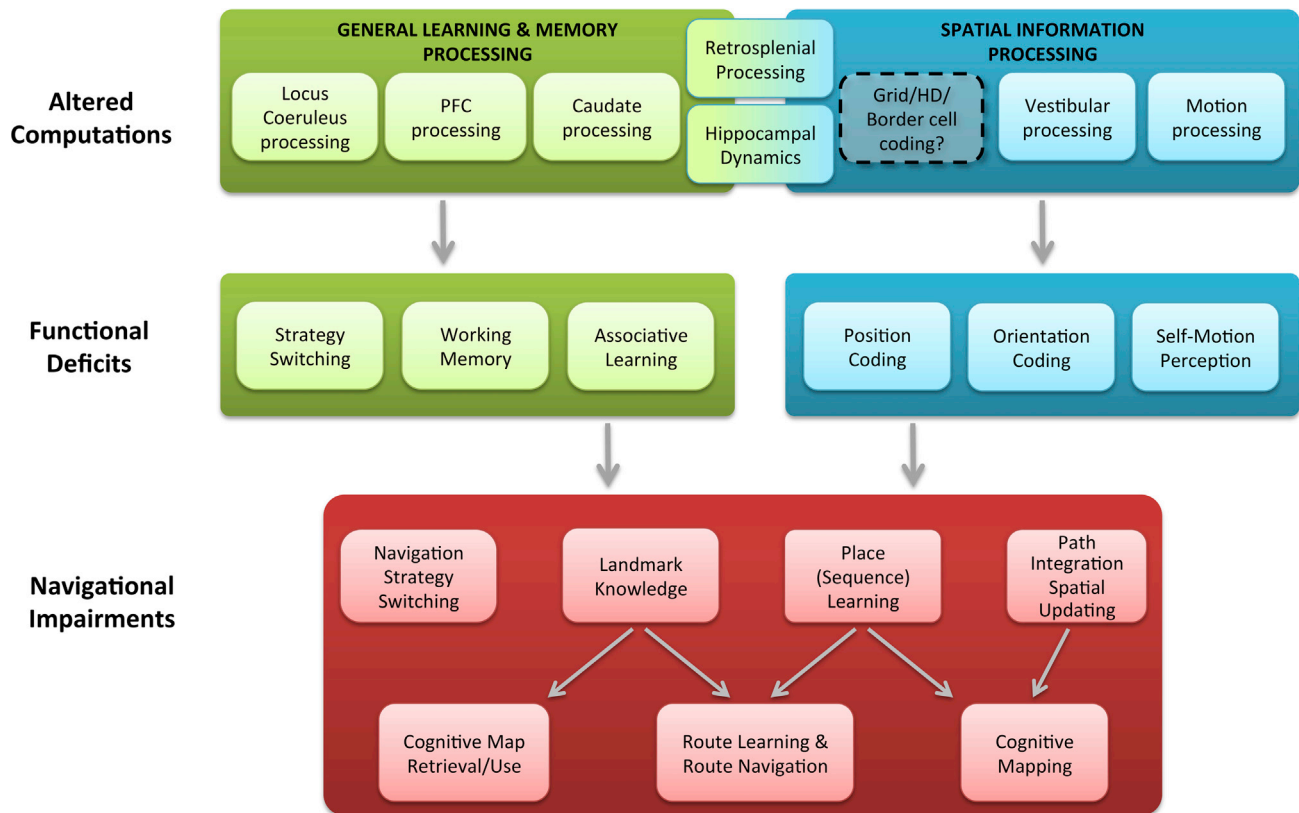 GENERAL LEARNING & MEMORY
PROCESSING
SPATIAL INFORMATION
PROCESSING
Altered
Computations
Locus
Coeruleus
processing
PFC
processing
Caudate
processing
Retrosplenial
Processing
Hippocampal
Dynamics
Grid/HD/
Border cell
coding?
Vestibular
processing
Motion
processing
Functional
Deficits
Strategy
Switching
Working
Memory
Associative
Learning
Position
Coding
Orientation
Coding
Self-Motion
Perception
Navigational
Impairments
Navigation
Strategy
Switching
Landmark
Knowledge
Place
(Sequence)
Learning
Path
Integration
Spatial
Updating
Cognitive Map
Retrieval/Use
Route Learning &
Route Navigation
Cognitive
Mapping